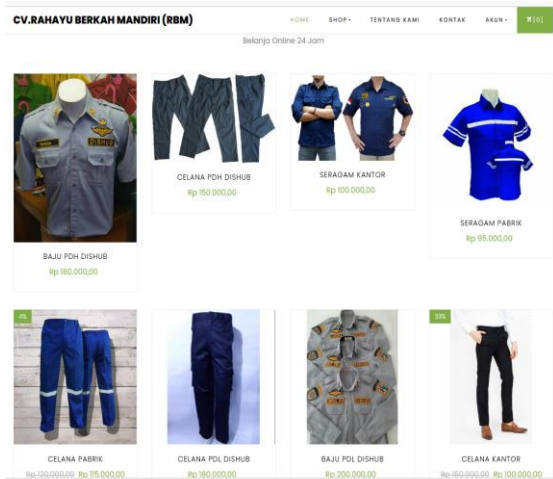 CV.RAHAYU BERKAH MANDIRI (RBM)
HOME SHOP TENTANG KAMI KONTAK AKUN [0]
Belanja Online 24 Jam
DISHUB
BAJU PDH DISHUB
Rp 180.000,00
CELANA PDH DISHUB
Rp 150.000,00
SERAGAM KANTOR
Rp 100.000,00
SERAGAM PABRIK
Rp 95.000,00
4%
CELANA PABRIK
Rp 120.000,00 Rp 115.000,00
CELANA PDL DISHUB
Rp 180.000,00
BAJU PDL DISHUB
Rp 200.000,00
33%
CELANA KANTOR
Rp 150.000,00 Rp 100.000,00